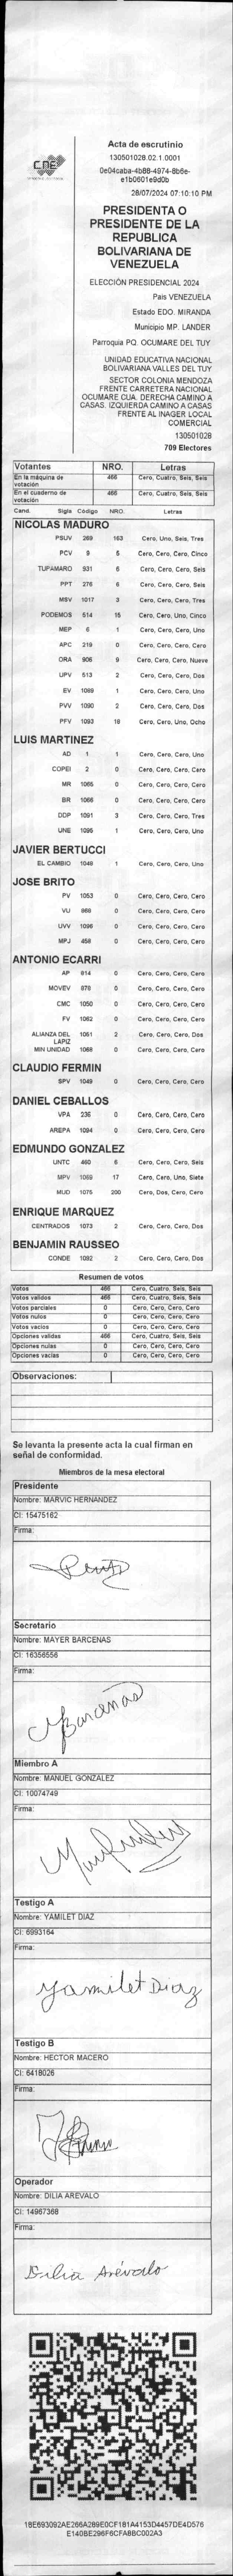 CNE
Acta de escrutinio
130501028.02.1.0001
0e04caba-4b88-4974-8b6e-
e1b0601e9d0b
28/07/2024 07:10:10 PM
PRESIDENTA O
PRESIDENTE DE LA
REPUBLICA
BOLIVARIANA DE
VENEZUELA
ELECCIÓN PRESIDENCIAL 2024
Pais VENEZUELA
Estado EDO. MIRANDA
Municipio MP. LANDER
Parroquia PQ. OCUMARE DEL TUY
UNIDAD EDUCATIVA NACIONAL
BOLIVARIANA VALLES DEL TUY
SECTOR COLONIA MENDOZA
FRENTE CARRETERA NACIONAL
OCUMARE CUA. DERECHA CAMINO A
CASAS. IZQUIERDA CAMINO A CASAS
FRENTE AL INAGER LOCAL
COMERCIAL
130501028
709 Electores
Votantes NRO. Letras
En la máquina de votación 466 Cero, Cuatro, Seis, Seis
En el cuaderno de votación 466 Cero, Cuatro, Seis, Seis
Cand. Sigla Código NRO. Letras
NICOLAS MADURO
PSUV 269 163 Cero, Uno, Seis, Tres
PCV 9 5 Cero, Cero, Cero, Cinco
TUPAMARO 931 6 Cero, Cero, Cero, Seis
PPT 276 6 Cero, Cero, Cero, Seis
MSV 1017 3 Cero, Cero, Cero, Tres
PODEMOS 514 15 Cero, Cero, Uno, Cinco
MEP 6 1 Cero, Cero, Cero, Uno
APC 219 0 Cero, Cero, Cero, Cero
ORA 906 9 Cero, Cero, Cero, Nueve
UPV 513 2 Cero, Cero, Cero, Dos
EV 1089 1 Cero, Cero, Cero, Uno
PVV 1090 2 Cero, Cero, Cero, Dos
PFV 1093 18 Cero, Cero, Uno, Ocho
LUIS MARTINEZ
AD 1 1 Cero, Cero, Cero, Uno
COPEI 2 0 Cero, Cero, Cero, Cero
MR 1065 0 Cero, Cero, Cero, Cero
BR 1066 0 Cero, Cero, Cero, Cero
DDP 1091 3 Cero, Cero, Cero, Tres
UNE 1095 1 Cero, Cero, Cero, Uno
JAVIER BERTUCCI
EL CAMBIO 1048 1 Cero, Cero, Cero, Uno
JOSE BRITO
PV 1053 0 Cero, Cero, Cero, Cero
VU 868 0 Cero, Cero, Cero, Cero
UVV 1096 0 Cero, Cero, Cero, Cero
MPJ 458 0 Cero, Cero, Cero, Cero
ANTONIO ECARRI
AP 814 0 Cero, Cero, Cero, Cero
MOVEV 878 0 Cero, Cero, Cero, Cero
CMC 1050 0 Cero, Cero, Cero, Cero
FV 1062 0 Cero, Cero, Cero, Cero
ALIANZA DEL LAPIZ 1051 2 Cero, Cero, Cero, Dos
MIN UNIDAD 1068 0 Cero, Cero, Cero, Cero
CLAUDIO FERMIN
SPV 1049 0 Cero, Cero, Cero, Cero
DANIEL CEBALLOS
VPA 236 0 Cero, Cero, Cero, Cero
AREPA 1094 0 Cero, Cero, Cero, Cero
EDMUNDO GONZALEZ
UNTC 460 6 Cero, Cero, Cero, Seis
MPV 1069 17 Cero, Cero, Uno, Siete
MUD 1075 200 Cero, Dos, Cero, Cero
ENRIQUE MARQUEZ
CENTRADOS 1073 2 Cero, Cero, Cero, Dos
BENJAMIN RAUSSEO
CONDE 1092 2 Cero, Cero, Cero, Dos
Resumen de votos
Votos 466 Cero, Cuatro, Seis, Seis
Votos validos 466 Cero, Cuatro, Seis, Seis
Votos parciales 0 Cero, Cero, Cero, Cero
Votos nulos 0 Cero, Cero, Cero, Cero
Votos vacios 0 Cero, Cero, Cero, Cero
Opciones validas 466 Cero, Cuatro, Seis, Seis
Opciones nulas 0 Cero, Cero, Cero, Cero
Opciones vacías 0 Cero, Cero, Cero, Cero
Observaciones:
Se levanta la presente acta la cual firman en
señal de conformidad.
Miembros de la mesa electoral
Presidente
Nombre: MARVIC HERNANDEZ
CI: 15475162
Firma:
Secretario
Nombre: MAYER BARCENAS
CI: 16356556
Firma:
Barcenas
Miembro A
Nombre: MANUEL GONZALEZ
CI: 10074749
Firma:
Testigo A
Nombre: YAMILET DIAZ
CI: 6993164
Firma:
Yamilet Diaz
Testigo B
Nombre: HECTOR MACERO
CI: 6418026
Firma:
Operador
Nombre: DILIA AREVALO
CI: 14967368
Firma:
Dilia Arévalo
18E693092AE266A289E0CF181A4153D4457DE4D576
E140BE296F6CFABBC002A3